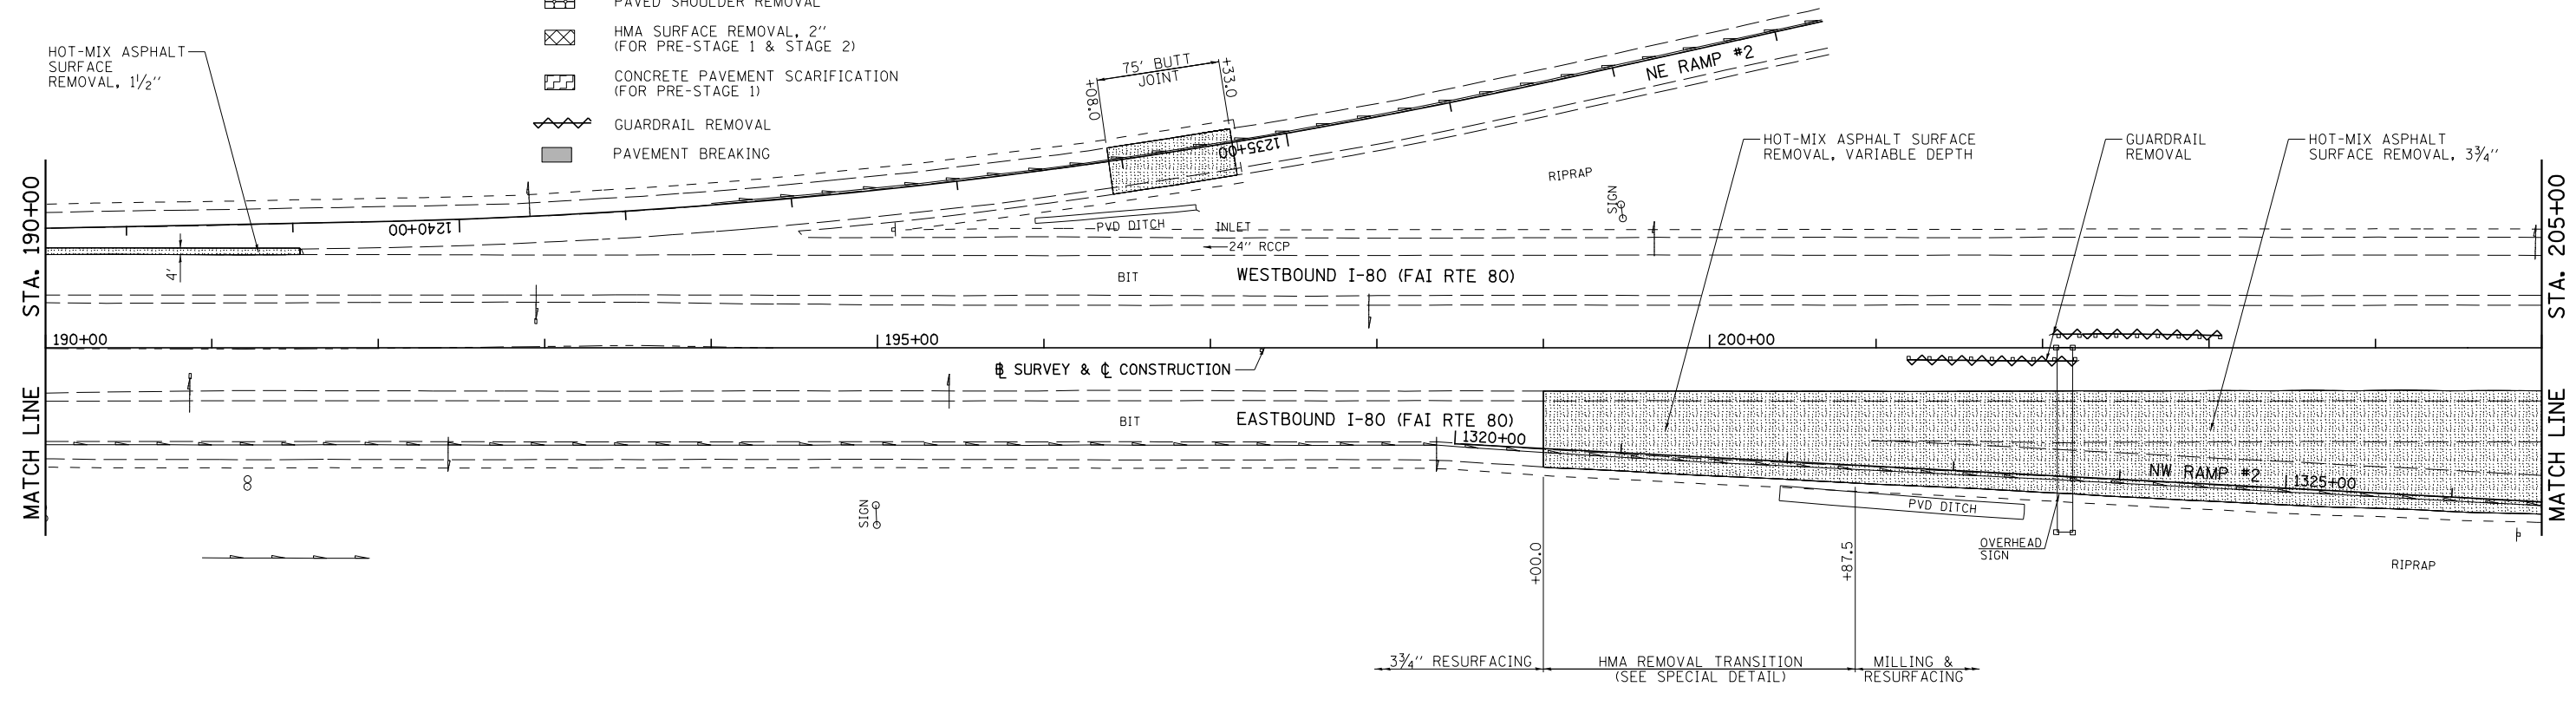 PAVED SHOULDER REMOVAL
HMA SURFACE REMOVAL, 2"
(FOR PRE-STAGE 1 & STAGE 2)
CONCRETE PAVEMENT SCARIFICATION
(FOR PRE-STAGE 1)
GUARDRAIL REMOVAL
PAVEMENT BREAKING
HOT-MIX ASPHALT
SURFACE
REMOVAL, 1½"
75' BUTT
JOINT
+08.0
+33.0
NE RAMP #2
1235+00
1240+00
HOT-MIX ASPHALT SURFACE
REMOVAL, VARIABLE DEPTH
GUARDRAIL
REMOVAL
HOT-MIX ASPHALT
SURFACE REMOVAL, 3¾"
RIPRAP
SIGN
PVD DITCH
INLET
24" RCCP
4'
BIT
WESTBOUND I-80 (FAI RTE 80)
STA. 190+00
STA. 205+00
190+00
195+00
200+00
℄ SURVEY & ℄ CONSTRUCTION
MATCH LINE
MATCH LINE
BIT
EASTBOUND I-80 (FAI RTE 80)
1320+00
NW RAMP #2
1325+00
SIGN
PVD DITCH
OVERHEAD
SIGN
RIPRAP
+00.0
+87.5
3¾" RESURFACING
HMA REMOVAL TRANSITION
(SEE SPECIAL DETAIL)
MILLING &
RESURFACING